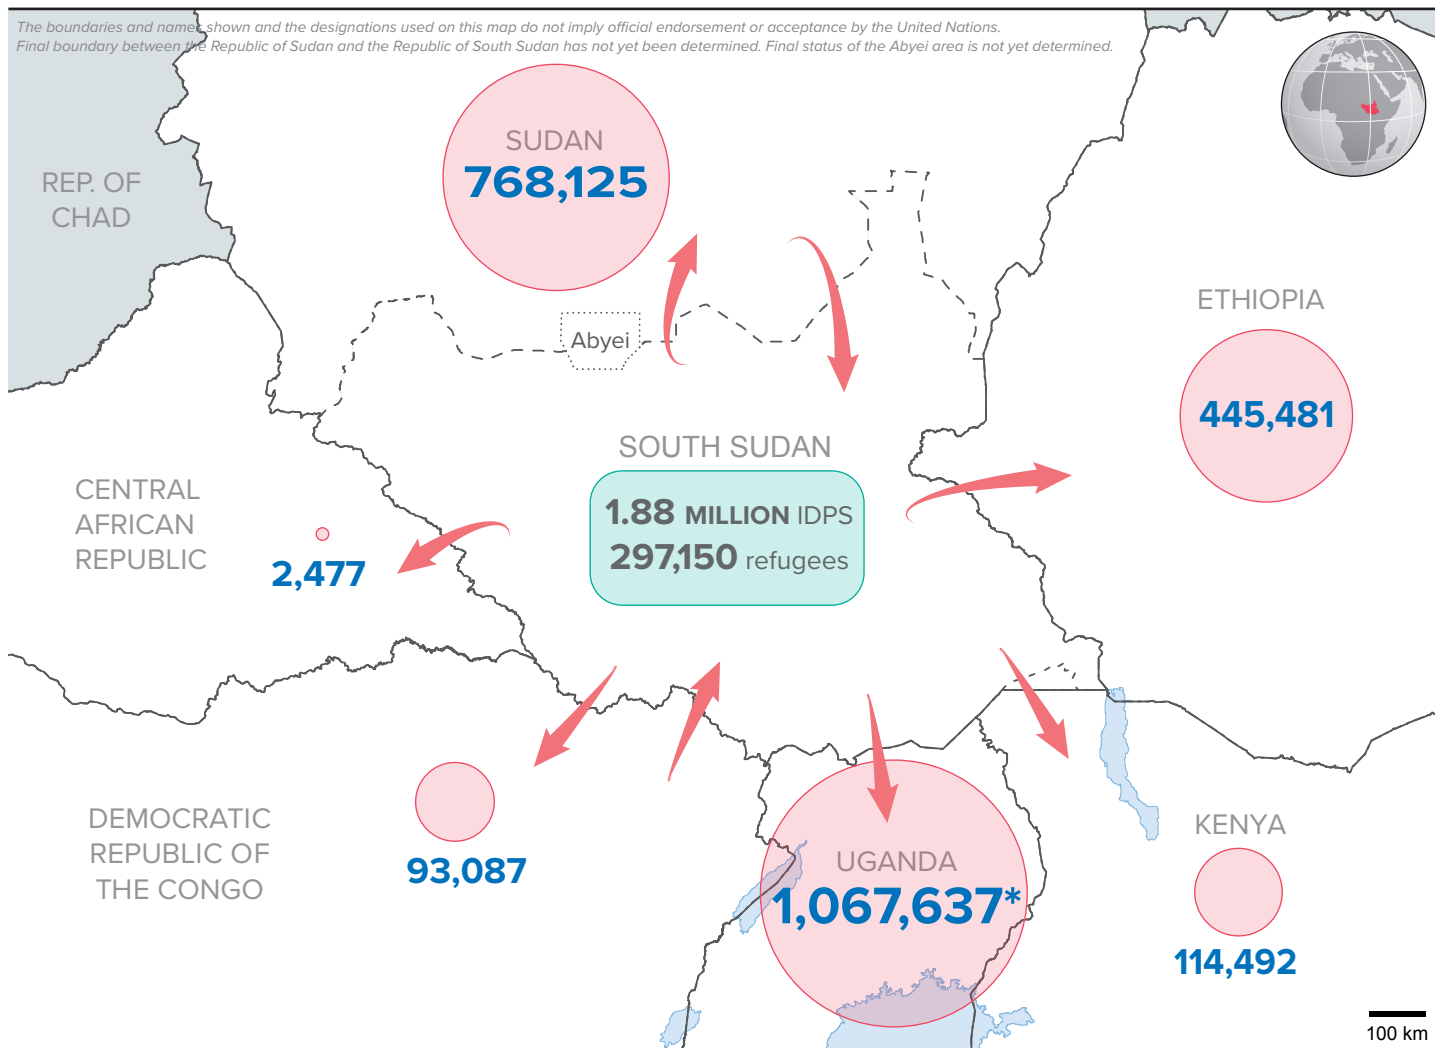 The boundaries and names shown and the designations used on this map do not imply official endorsement or acceptance by the United Nations.
Final boundary between the Republic of Sudan and the Republic of South Sudan has not yet been determined. Final status of the Abyei area is not yet determined.
SUDAN
768,125
REP. OF
CHAD
ETHIOPIA
445,481
Abyei
SOUTH SUDAN
1.88 MILLION IDPS
297,150 refugees
CENTRAL
AFRICAN
REPUBLIC
2,477
DEMOCRATIC
REPUBLIC OF
THE CONGO
93,087
UGANDA
1,067,637*
KENYA
114,492
100 km